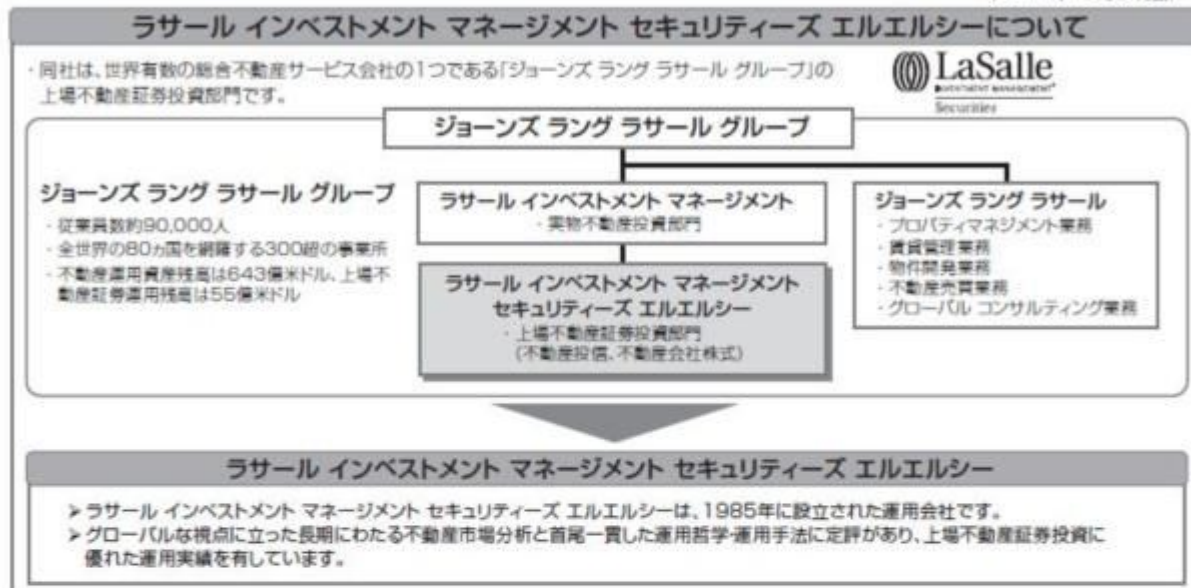 ラサール インベストメント マネージメント セキュリティーズ エルエルシーについて
・同社は、世界有数の総合不動産サービス会社の1つである「ジョーンズ ラング ラサール グループ」の
上場不動産証券投資部門です。
LaSalle
INVESTMENT MANAGEMENT
Securities
ジョーンズ ラング ラサール グループ
ジョーンズ ラング ラサール グループ
・従業員数約90,000人
・全世界の80ヵ国を網羅する300超の事業所
・不動産運用資産残高は643億米ドル、上場不
動産証券運用残高は55億米ドル
ラサール インベストメント マネージメント
・実物不動産投資部門
ラサール インベストメント マネージメント
セキュリティーズ エルエルシー
・上場不動産証券投資部門
(不動産投信、不動産会社株式)
ジョーンズ ラング ラサール
・プロパティマネジメント業務
・賃貸管理業務
・物件開発業務
・不動産売買業務
・グローバル コンサルティング業務
ラサール インベストメント マネージメント セキュリティーズ エルエルシー
➢ ラサール インベストメント マネージメント セキュリティーズ エルエルシーは、1985年に設立された運用会社です。
➢ グローバルな視点に立った長期にわたる不動産市場分析と首尾一貫した運用哲学・運用手法に定評があり、上場不動産証券投資に
優れた運用実績を有しています。